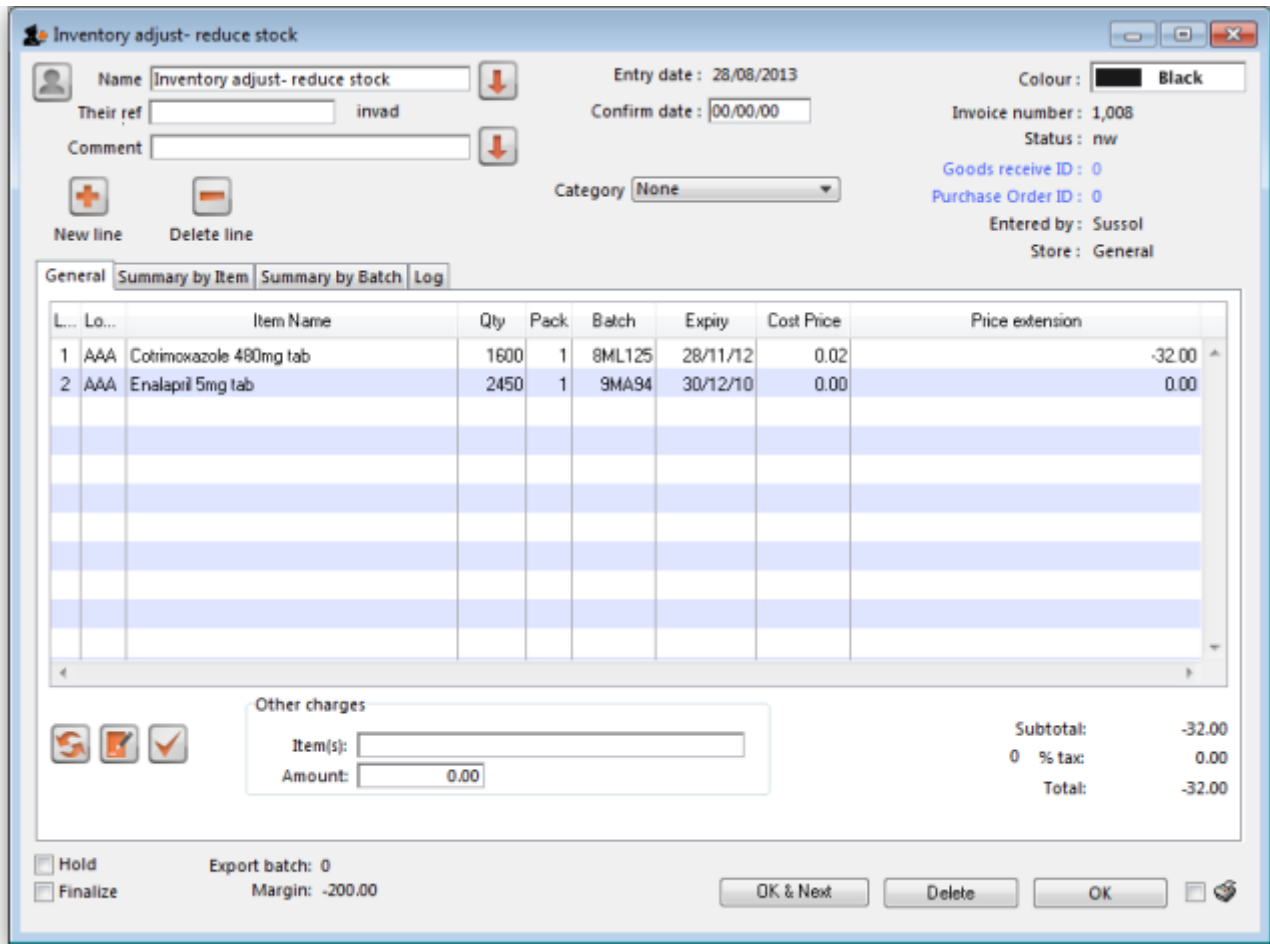 Inventory adjust- reduce stock
Name Inventory adjust- reduce stock Entry date : 28/08/2013 Colour : Black
Their ref invad Confirm date : 00/00/00 Invoice number : 1,008
Status : nw
Comment
Goods receive ID : 0
Category None Purchase Order ID : 0
Entered by : Sussol
New line Delete line
Store : General
General Summary by Item Summary by Batch Log
L... Lo... Item Name Qty Pack Batch Expiry Cost Price Price extension
1 AAA Cotrimoxazole 480mg tab 1600 1 8ML125 28/11/12 0.02 -32.00
2 AAA Enalapril 5mg tab 2450 1 9MA94 30/12/10 0.00 0.00
Other charges
Item(s): Subtotal: -32.00
0 % tax: 0.00
Amount: 0.00 Total: -32.00
Hold Export batch: 0
Finalize Margin: -200.00 OK & Next Delete OK